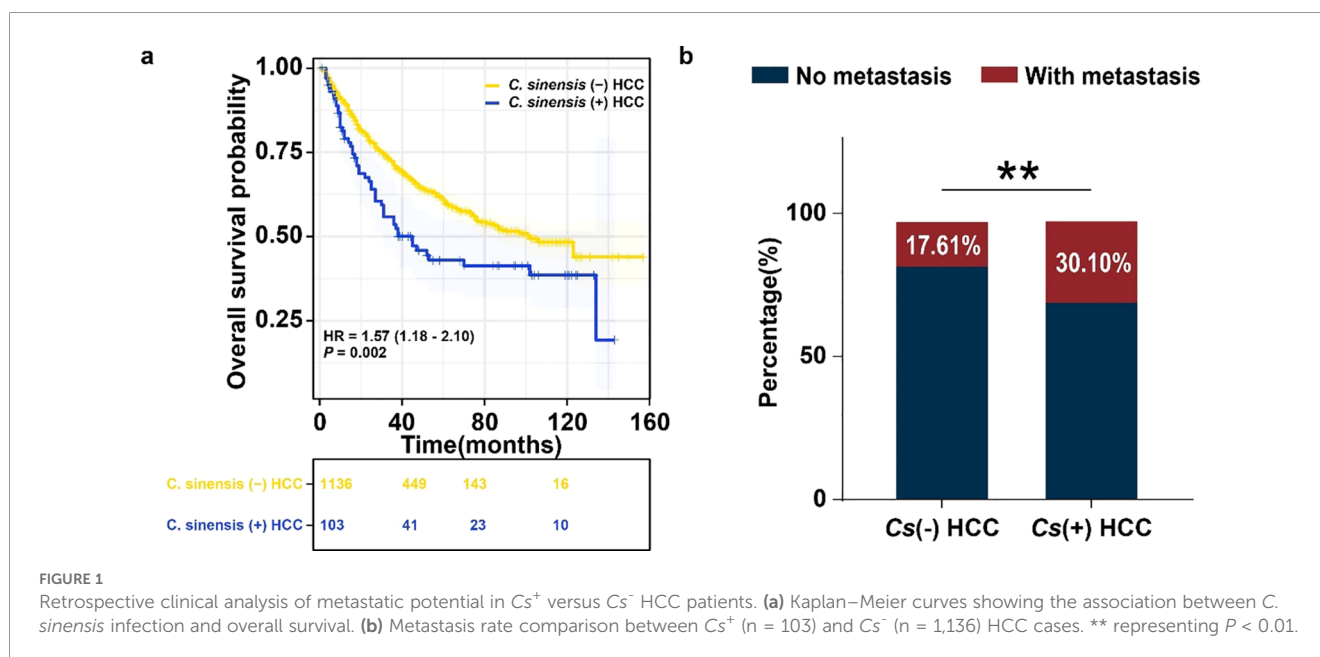 a
Overall survival probability
1.00
0.75
0.50
0.25
C. sinensis (−) HCC
C. sinensis (+) HCC
HR = 1.57 (1.18 - 2.10)
P = 0.002
0 40 80 120 160
Time(months)
C. sinensis (−) HCC 1136 449 143 16
C. sinensis (+) HCC 103 41 23 10
b
No metastasis With metastasis
Percentage(%)
**
100
50
0
17.61%
30.10%
Cs(-) HCC Cs(+) HCC
FIGURE 1
Retrospective clinical analysis of metastatic potential in Cs⁺ versus Cs⁻ HCC patients. (a) Kaplan–Meier curves showing the association between C.
sinensis infection and overall survival. (b) Metastasis rate comparison between Cs⁺ (n = 103) and Cs⁻ (n = 1,136) HCC cases. ** representing P < 0.01.